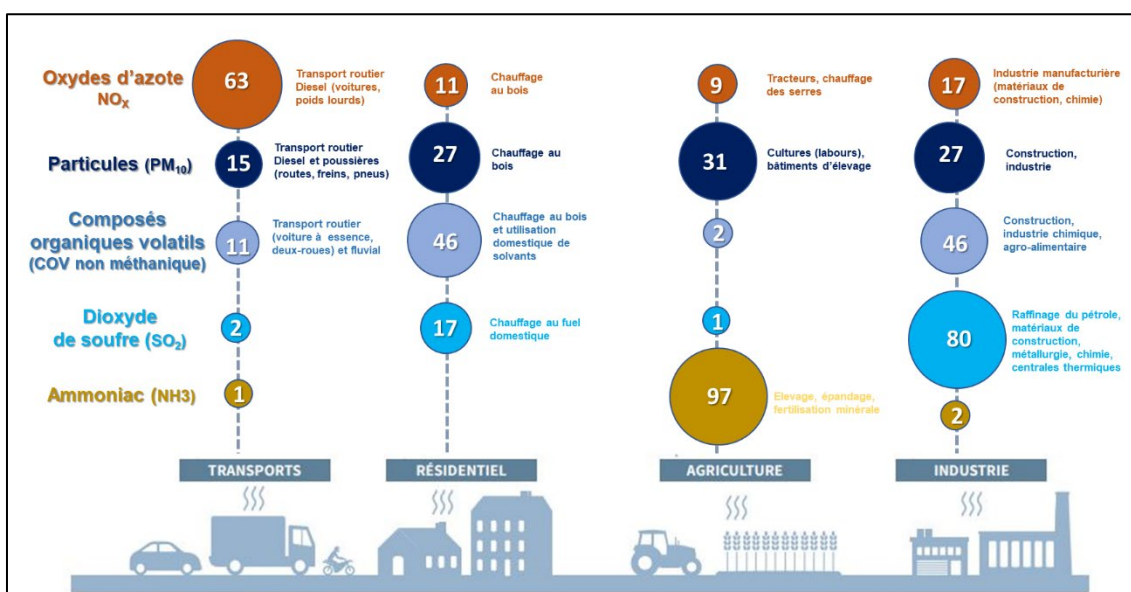 Oxydes d'azote
NOX
63
Transport routier
Diesel (voitures,
poids lourds)
11
Chauffage
au bois
9
Tracteurs, chauffage
des serres
17
Industrie manufacturière
(matériaux de
construction, chimie)
Particules (PM10)
15
Transport routier
Diesel et poussières
(routes, freins, pneus)
27
Chauffage au
bois
31
Cultures (labours),
bâtiments d'élevage
27
Construction,
industrie
Composés
organiques volatils
(COV non méthanique)
11
Transport routier
(voiture à essence,
deux-roues) et fluvial
46
Chauffage au bois
et utilisation
domestique de
solvants
2
46
Construction,
industrie chimique,
agro-alimentaire
Dioxyde
de soufre (SO2)
2
17
Chauffage au fuel
domestique
1
80
Raffinage du pétrole,
matériaux de
construction,
métallurgie, chimie,
centrales thermiques
Ammoniac (NH3)
1
97
Elevage, épandage,
fertilisation minérale
2
TRANSPORTS
RÉSIDENTIEL
AGRICULTURE
INDUSTRIE